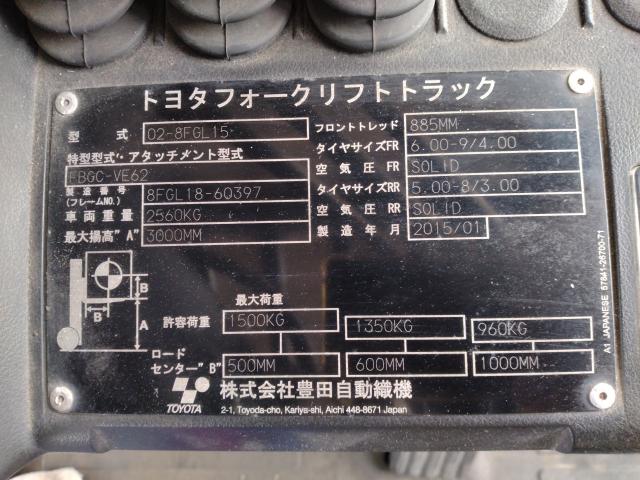 トヨタフォークリフトトラック
型 式 02-8FGL15
特型型式・アタッチメント型式
FBGC-VE62
製造番号
(フレームNO.) 8FGL18-60397
車両重量 2560KG
最大揚高"A" 3000MM
フロントトレッド 885MM
タイヤサイズFR 6.00-9/4.00
空気圧FR SOLID
タイヤサイズRR 5.00-8/3.00
空気圧RR SOLID
製造年月 2015/01
B
B
A
最大荷重
許容荷重 1500KG 1350KG 960KG
ロード
センター"B" 500MM 600MM 1000MM
TOYOTA
株式会社豊田自動織機
2-1, Toyoda-cho, Kariya-shi, Aichi 448-8671 Japan
A1 JAPANESE 57841-26700-71